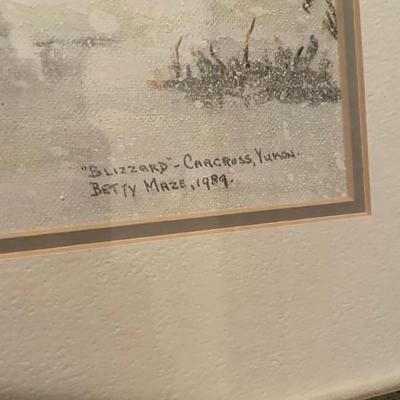 "BLIZZARD" - CARCROSS, YUKON.
BETTY MAZE, 1989.